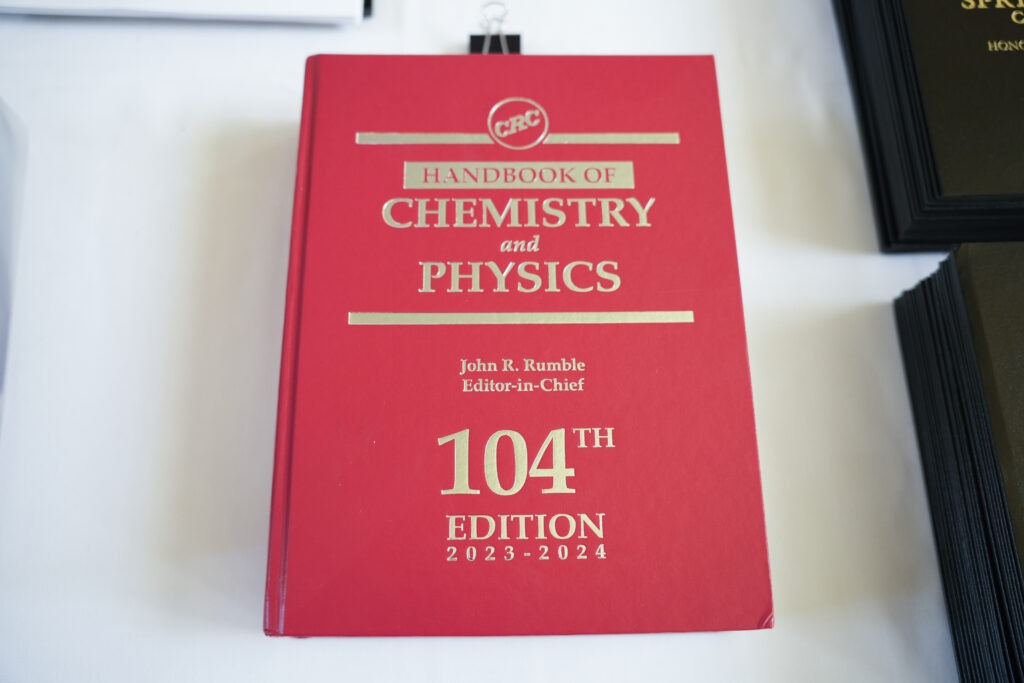 CRC
HANDBOOK OF
CHEMISTRY
and
PHYSICS
John R. Rumble
Editor-in-Chief
104TH
EDITION
2023-2024